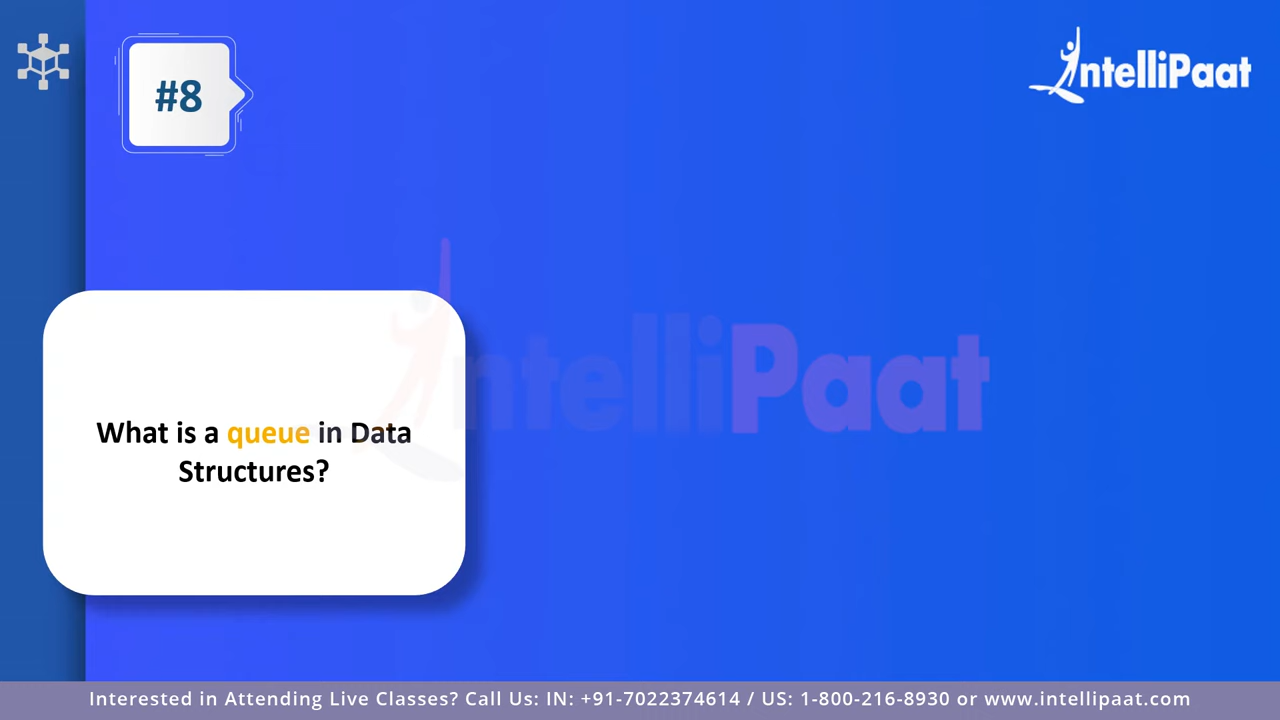 #8
IntelliPaat
IntelliPaat
What is a queue in Data
Structures?
Interested in Attending Live Classes? Call Us: IN: +91-7022374614 / US: 1-800-216-8930 or www.intellipaat.com